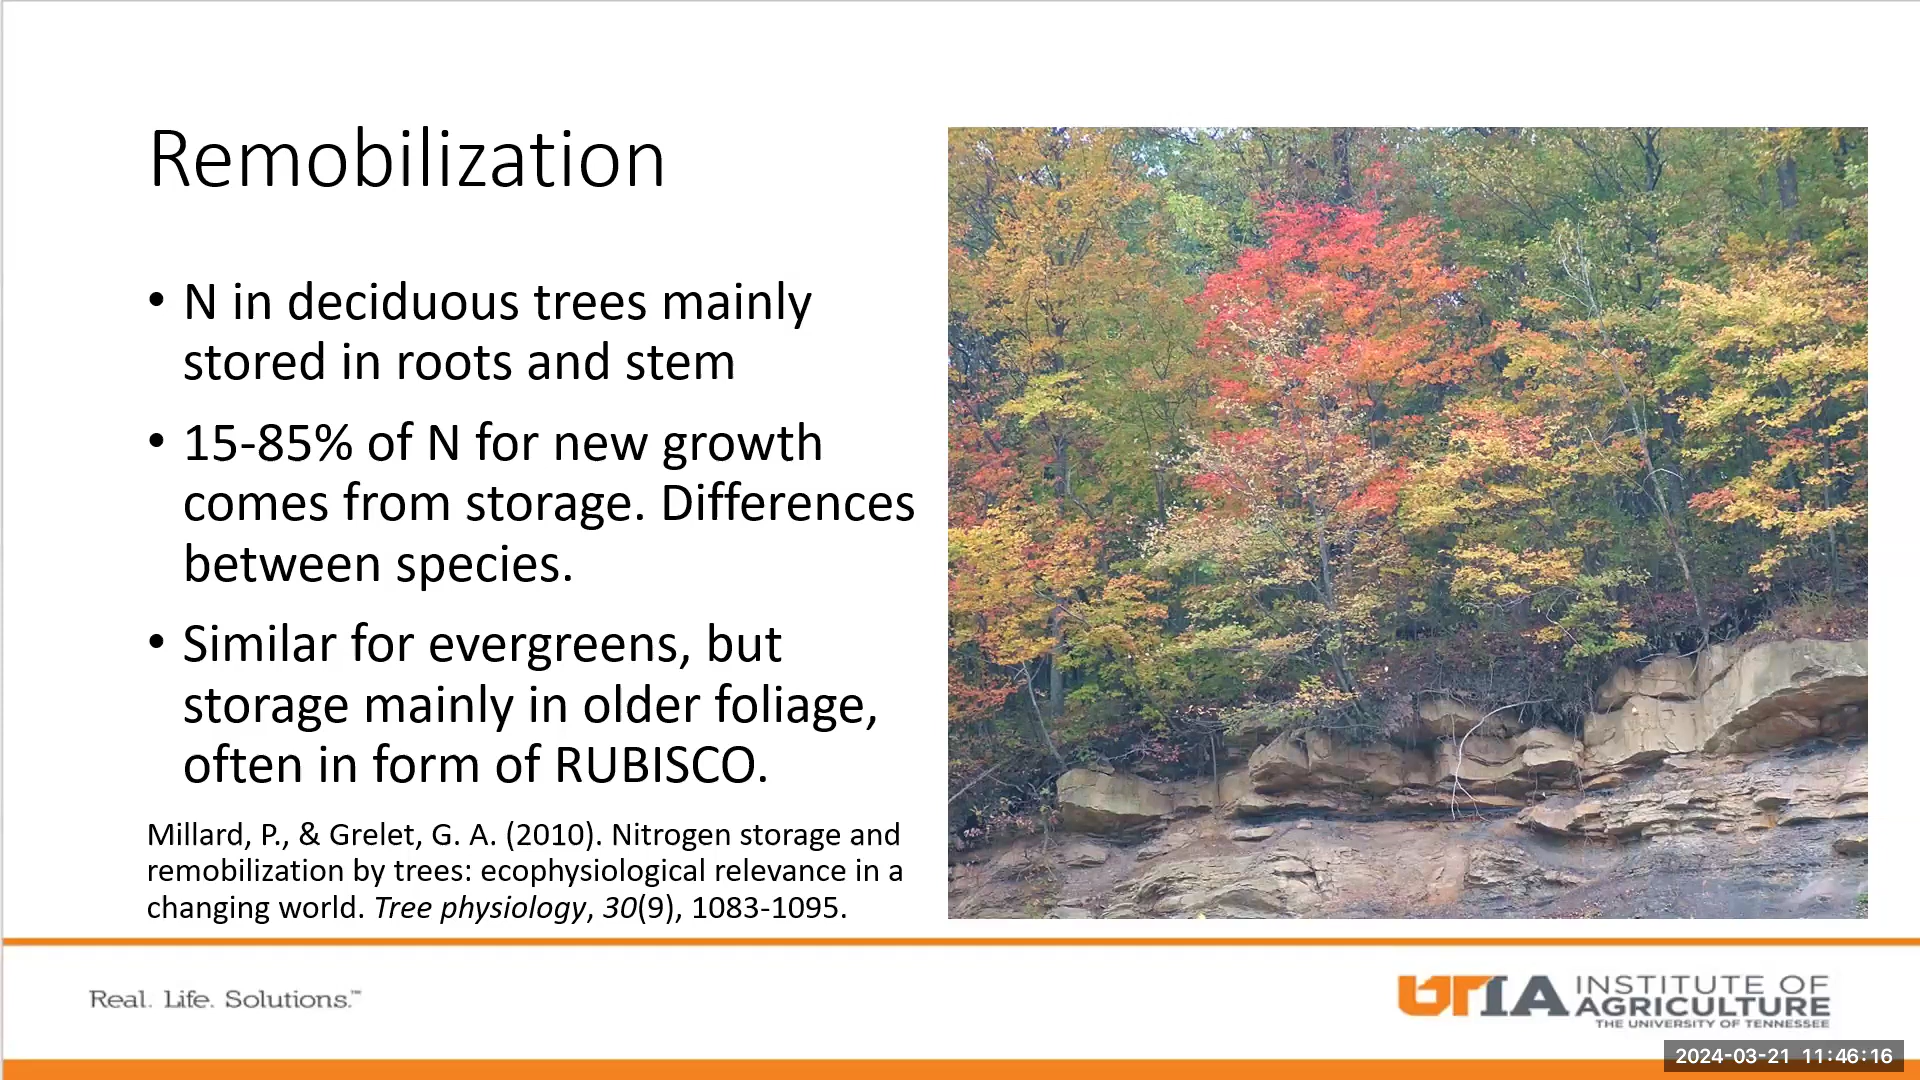 Remobilization
• N in deciduous trees mainly
stored in roots and stem
• 15-85% of N for new growth
comes from storage. Differences
between species.
• Similar for evergreens, but
storage mainly in older foliage,
often in form of RUBISCO.
Millard, P., & Grelet, G. A. (2010). Nitrogen storage and
remobilization by trees: ecophysiological relevance in a
changing world. Tree physiology, 30(9), 1083-1095.
Real. Life. Solutions.™
UTIA INSTITUTE OF
AGRICULTURE
THE UNIVERSITY OF TENNESSEE
2024-03-21 11:46:16